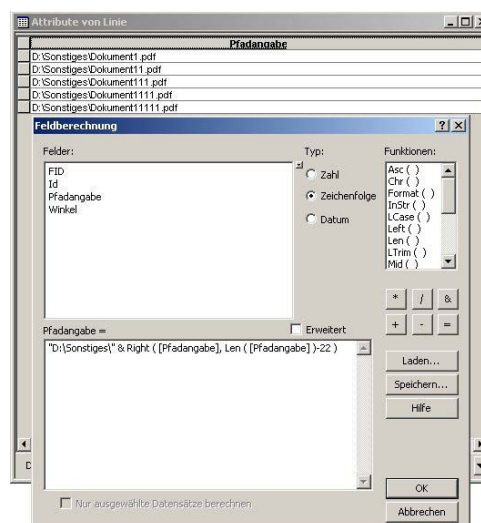 Attribute von Linie
Pfadangabe
D:\Sonstiges\Dokument1.pdf
D:\Sonstiges\Dokument11.pdf
D:\Sonstiges\Dokument111.pdf
D:\Sonstiges\Dokument1111.pdf
D:\Sonstiges\Dokument11111.pdf
Feldberechnung
Felder:
FID
Id
Pfadangabe
Winkel
Typ:
Zahl
Zeichenfolge
Datum
Funktionen:
Asc ( )
Chr ( )
Format ( )
InStr ( )
LCase ( )
Left ( )
Len ( )
LTrim ( )
Mid ( )
* / &
+ - =
Pfadangabe =
Erweitert
"D:\Sonstiges\" & Right ( [Pfadangabe], Len ( [Pfadangabe] )-22 )
Laden...
Speichern...
Hilfe
Nur ausgewählte Datensätze berechnen
OK
Abbrechen